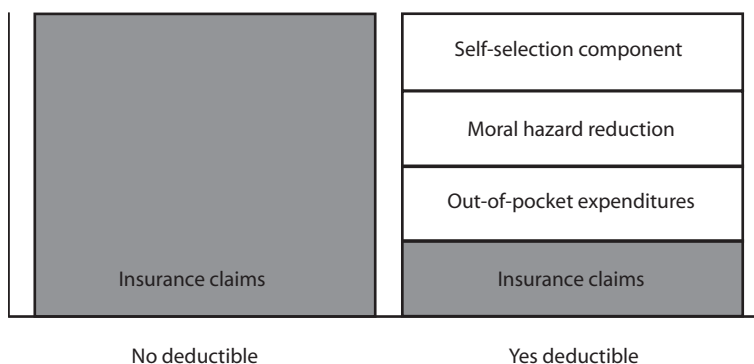 Self-selection component
Moral hazard reduction
Out-of-pocket expenditures
Insurance claims
Insurance claims
No deductible
Yes deductible